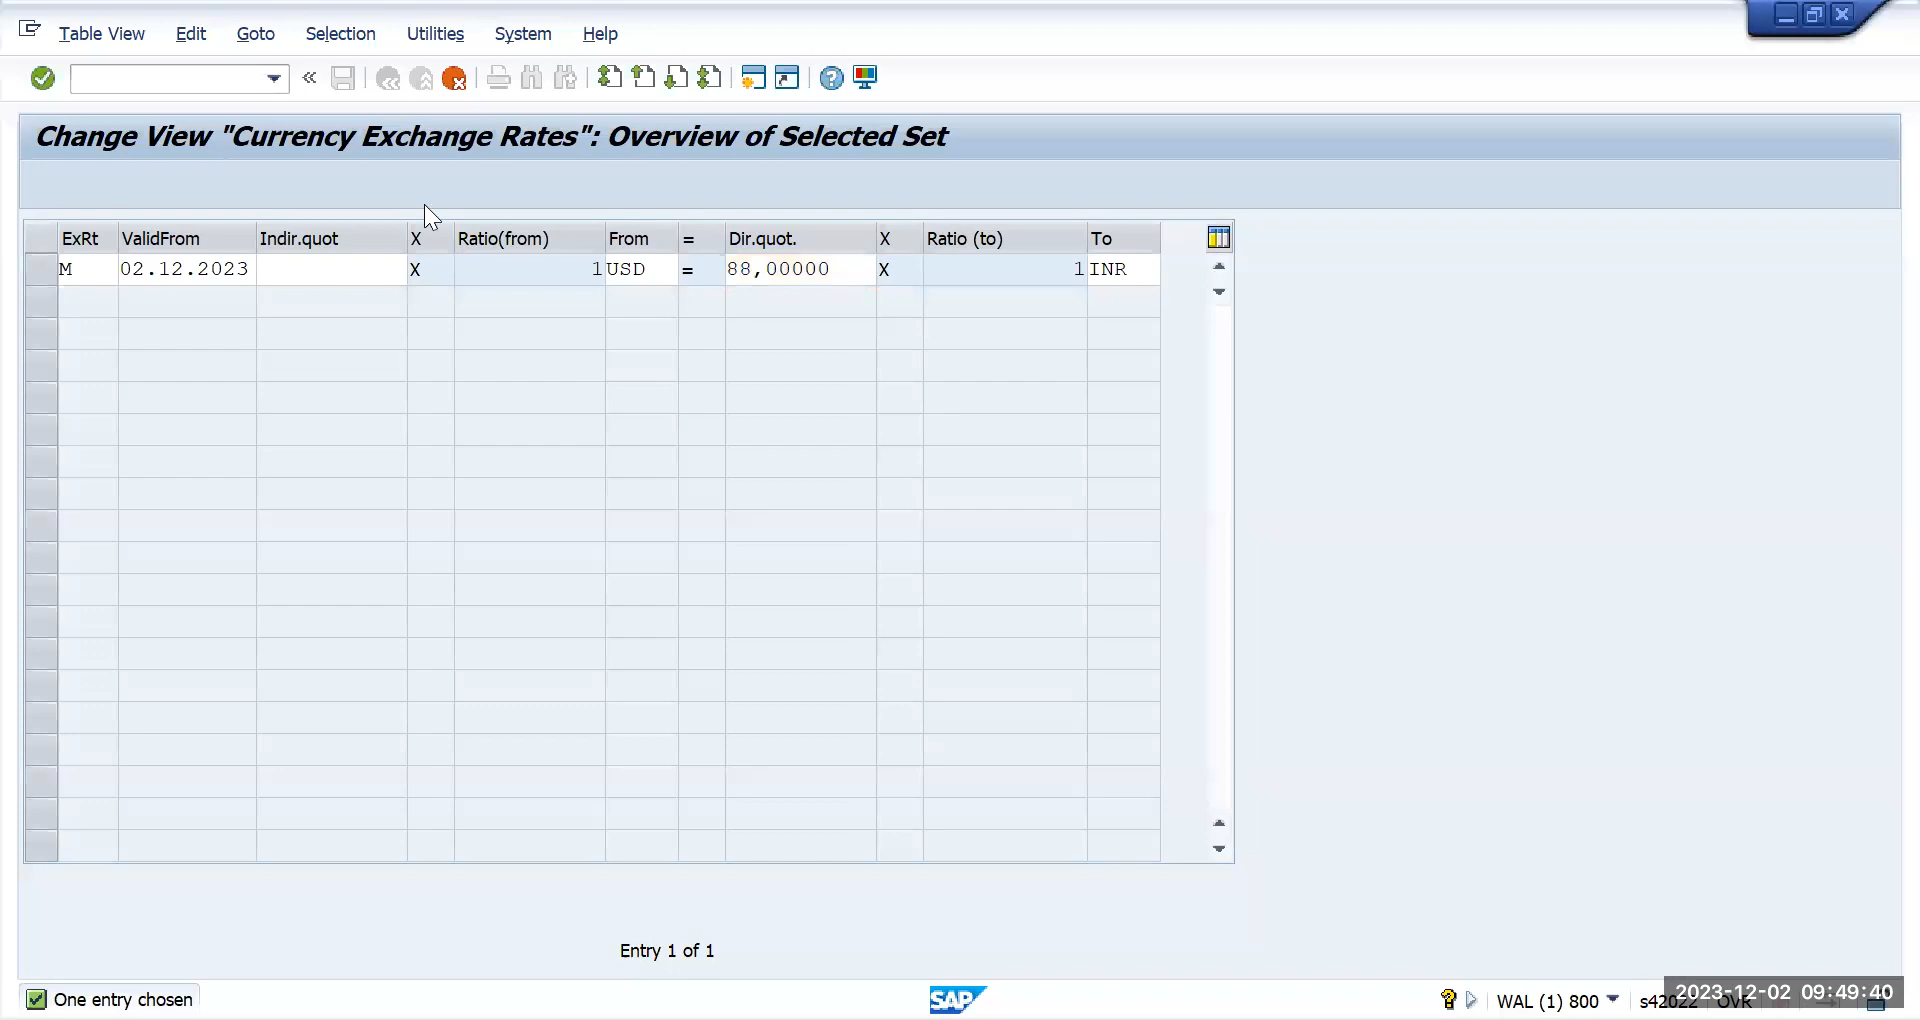 Table View Edit Goto Selection Utilities System Help
Change View "Currency Exchange Rates": Overview of Selected Set
ExRt ValidFrom Indir.quot X Ratio(from) From = Dir.quot. X Ratio (to) To
M 02.12.2023 X 1 USD = 88,00000 X 1 INR
Entry 1 of 1
One entry chosen SAP WAL (1) 800 s42022 OVR
2023-12-02 09:49:40